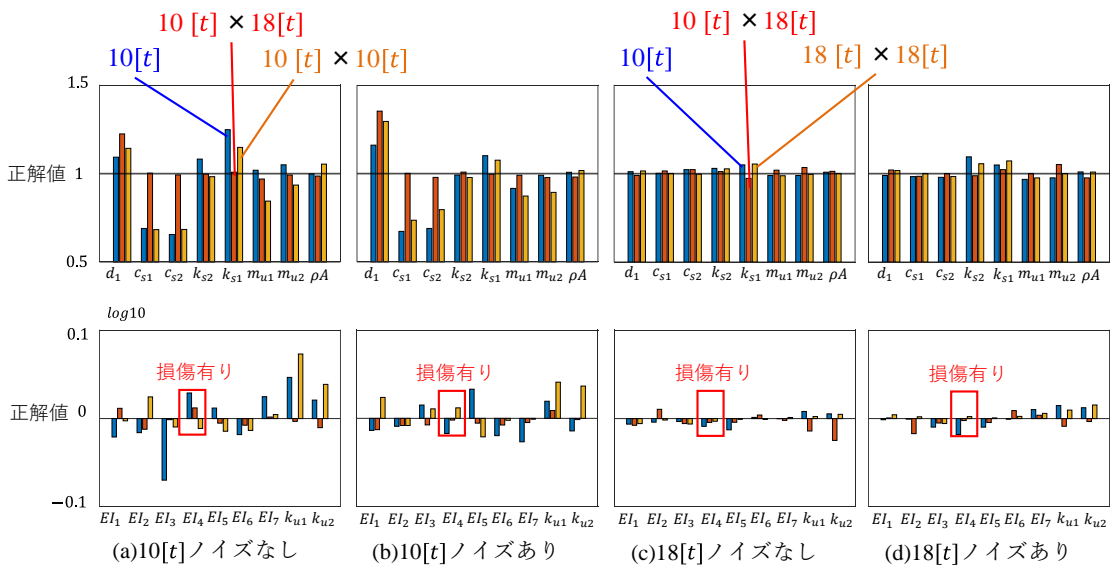 10 [t] × 18[t]
10[t]
10 [t] × 10[t]
10 [t] × 18[t]
10[t]
18 [t] × 18[t]
1.5
正解値 1
0.5
d₁ cₛ₁ cₛ₂ kₛ₂ kₛ₁ mᵤ₁ mᵤ₂ ρA
d₁ cₛ₁ cₛ₂ kₛ₂ kₛ₁ mᵤ₁ mᵤ₂ ρA
d₁ cₛ₁ cₛ₂ kₛ₂ kₛ₁ mᵤ₁ mᵤ₂ ρA
d₁ cₛ₁ cₛ₂ kₛ₂ kₛ₁ mᵤ₁ mᵤ₂ ρA
log10
0.1
正解値 0
−0.1
損傷有り
損傷有り
損傷有り
損傷有り
EI₁ EI₂ EI₃ EI₄ EI₅ EI₆ EI₇ kᵤ₁ kᵤ₂
EI₁ EI₂ EI₃ EI₄ EI₅ EI₆ EI₇ kᵤ₁ kᵤ₂
EI₁ EI₂ EI₃ EI₄ EI₅ EI₆ EI₇ kᵤ₁ kᵤ₂
EI₁ EI₂ EI₃ EI₄ EI₅ EI₆ EI₇ kᵤ₁ kᵤ₂
(a)10[t]ノイズなし
(b)10[t]ノイズあり
(c)18[t]ノイズなし
(d)18[t]ノイズあり